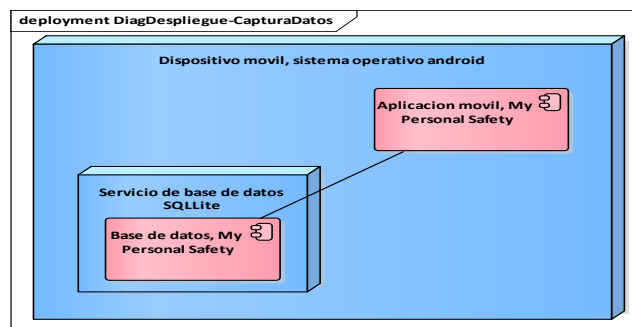 deployment DiagDespliegue-CapturaDatos
Dispositivo movil, sistema operativo android
Aplicacion movil, My
Personal Safety
Servicio de base de datos
SQLLite
Base de datos, My
Personal Safety